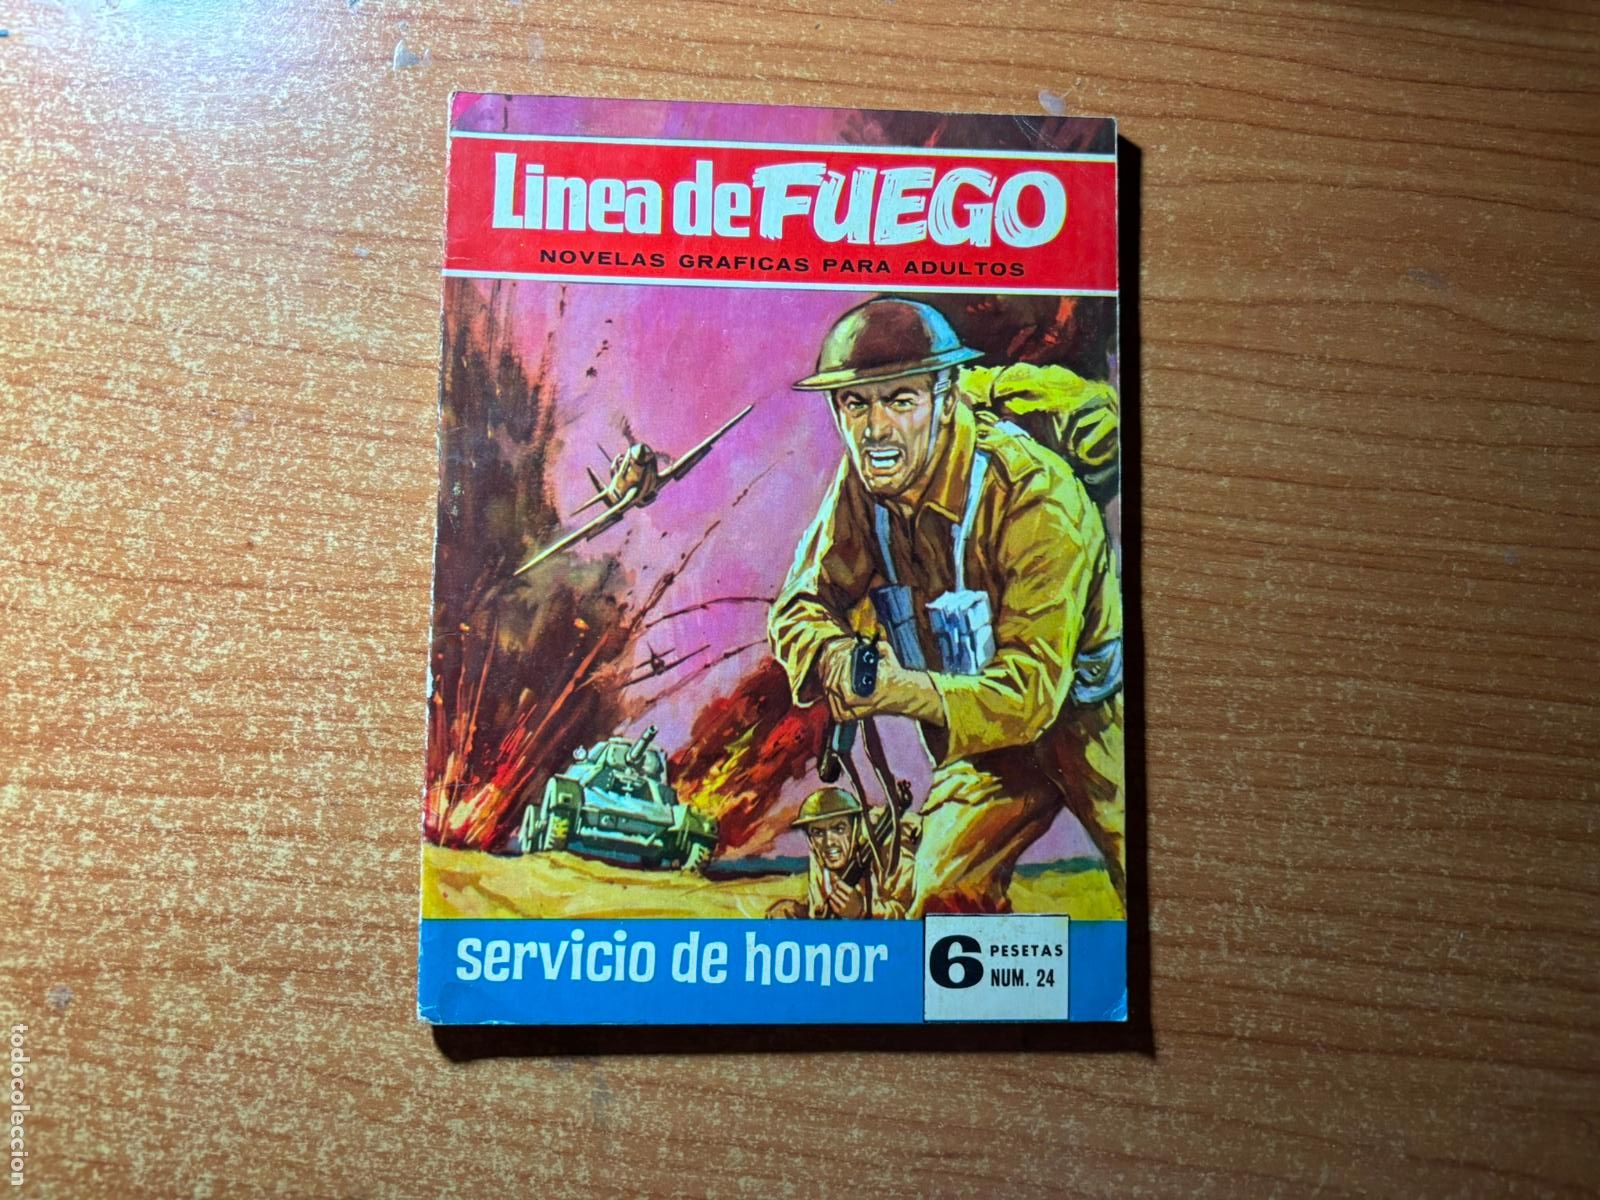 Linea de FUEGO
NOVELAS GRAFICAS PARA ADULTOS
servicio de honor
6 PESETAS
NUM. 24
todocoleccion